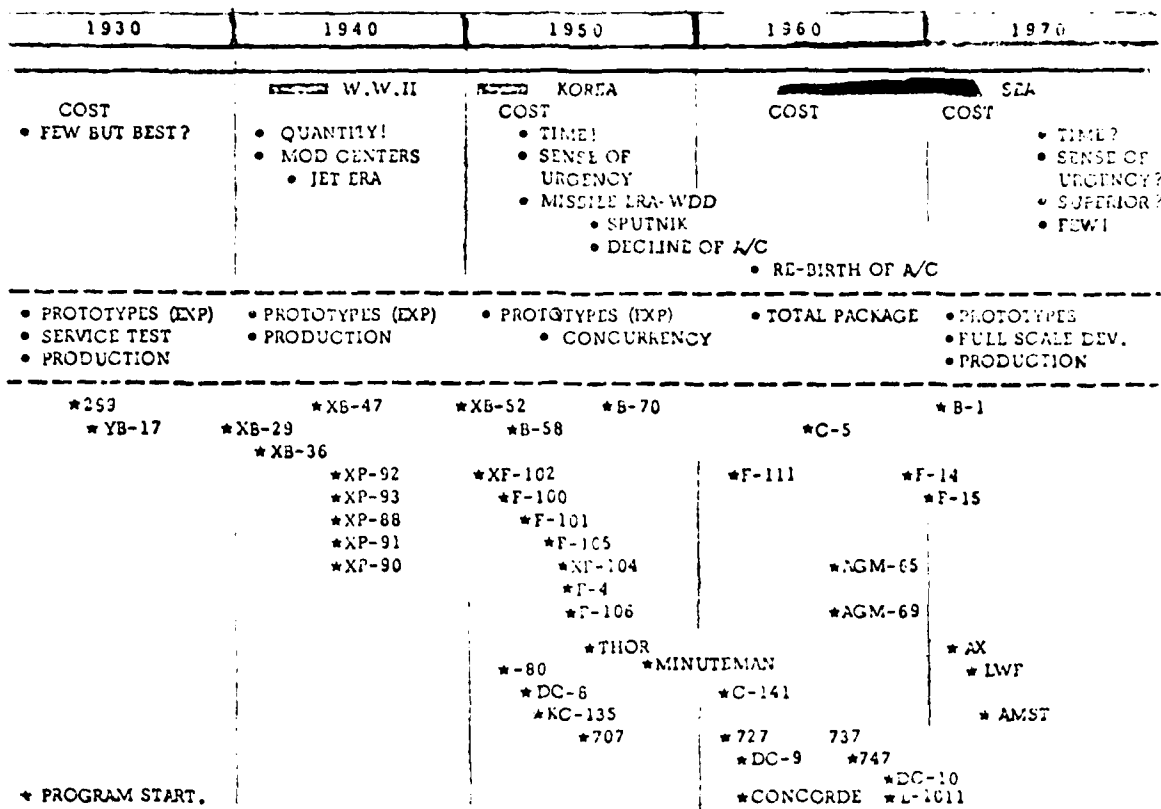 1930 1940 1950 1960 1970
W.W.II KOREA SEA
COST COST COST COST
• FEW BUT BEST? • QUANTITY! • TIME! • TIME?
• MOD CENTERS • SENSE OF • SENSE OF
• JET ERA URGENCY URGENCY?
• MISSILE ERA-WDD • SUPERIOR?
• SPUTNIK • FEW!
• DECLINE OF A/C
• RE-BIRTH OF A/C
• PROTOTYPES (EXP) • PROTOTYPES (EXP) • PROTOTYPES (EXP) • TOTAL PACKAGE • PROTOTYPES
• SERVICE TEST • PRODUCTION • CONCURRENCY • FULL SCALE DEV.
• PRODUCTION • PRODUCTION
★299 ★XB-47 ★XB-52 ★B-70 ★B-1
★YB-17 ★XB-29 ★B-58 ★C-5
★XB-36
★XP-92 ★XF-102 ★F-111 ★F-14
★XP-93 ★F-100 ★F-15
★XP-88 ★F-101
★XP-91 ★F-105
★XP-90 ★XF-104 ★AGM-65
★F-4
★F-106 ★AGM-69
★THOR ★AX
★-80 ★MINUTEMAN ★LWF
★DC-8 ★C-141
★KC-135 ★AMST
★707 ★727 737
★DC-9 ★747
★DC-10
★ PROGRAM START. ★CONCORDE ★L-1011